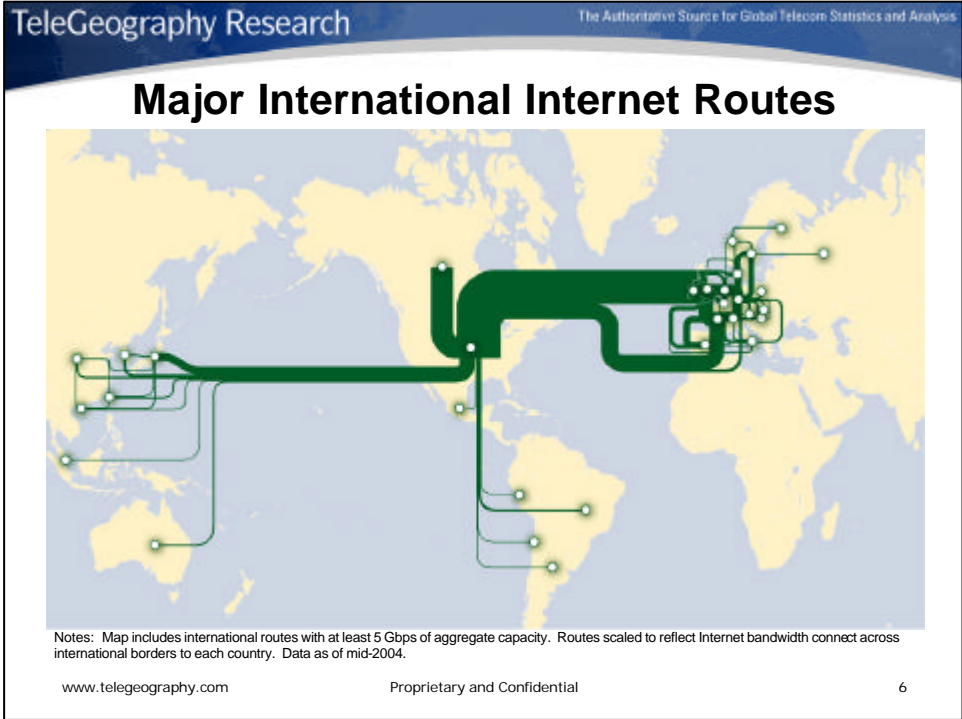 TeleGeography Research
The Authoritative Source for Global Telecom Statistics and Analysis
Major International Internet Routes
Notes: Map includes international routes with at least 5 Gbps of aggregate capacity. Routes scaled to reflect Internet bandwidth connect across
international borders to each country. Data as of mid-2004.
www.telegeography.com
Proprietary and Confidential
6